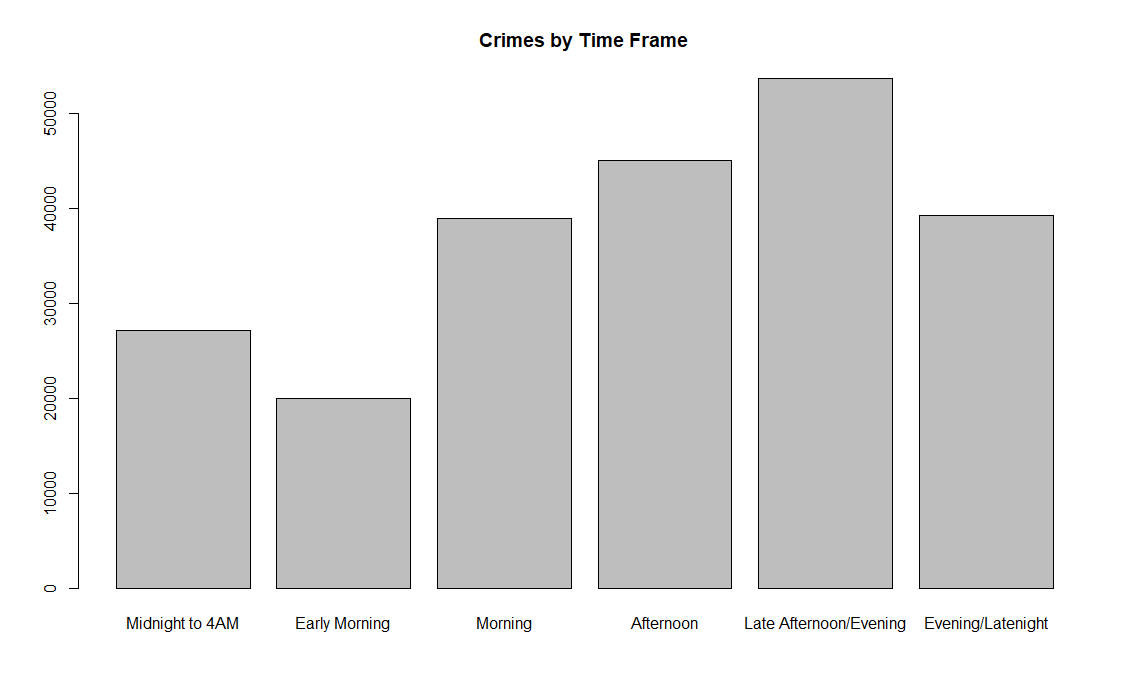 Crimes by Time Frame
50000
40000
30000
20000
10000
0
Midnight to 4AM
Early Morning
Morning
Afternoon
Late Afternoon/Evening
Evening/Latenight